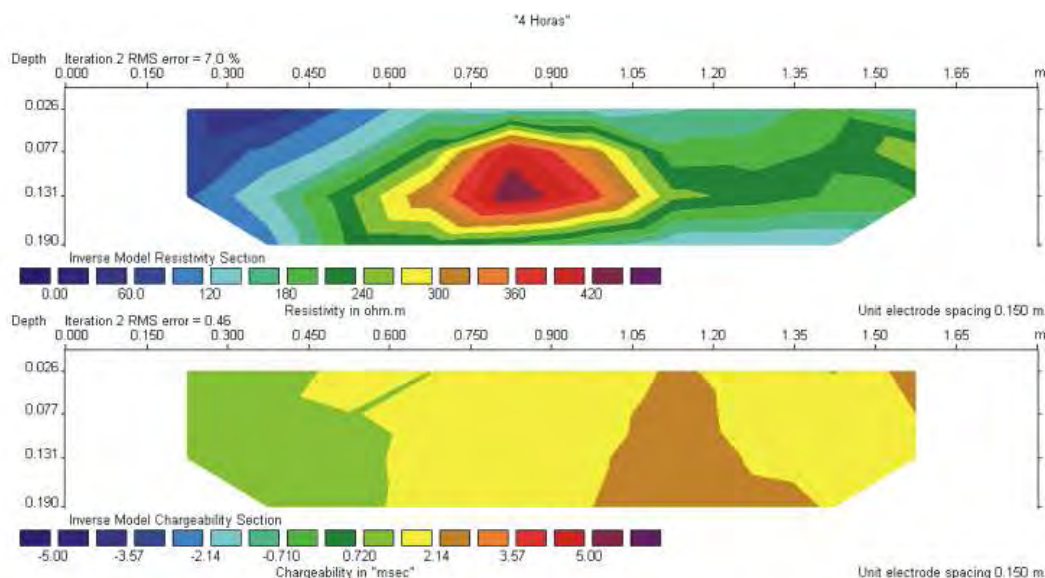 "4 Horas"
Depth Iteration 2 RMS error = 7.0 %
0.000 0.150 0.300 0.450 0.600 0.750 0.900 1.05 1.20 1.35 1.50 1.65 m
0.026
0.077
0.131
0.190
Inverse Model Resistivity Section
0.00 60.0 120 180 240 300 360 420
Resistivity in ohm.m
Unit electrode spacing 0.150 m.
Depth Iteration 2 RMS error = 0.46
0.000 0.150 0.300 0.450 0.600 0.750 0.900 1.05 1.20 1.35 1.50 1.65 m
0.026
0.077
0.131
0.190
Inverse Model Chargeability Section
-5.00 -3.57 -2.14 -0.710 0.720 2.14 3.57 5.00
Chargeability in "msec"
Unit electrode spacing 0.150 m.